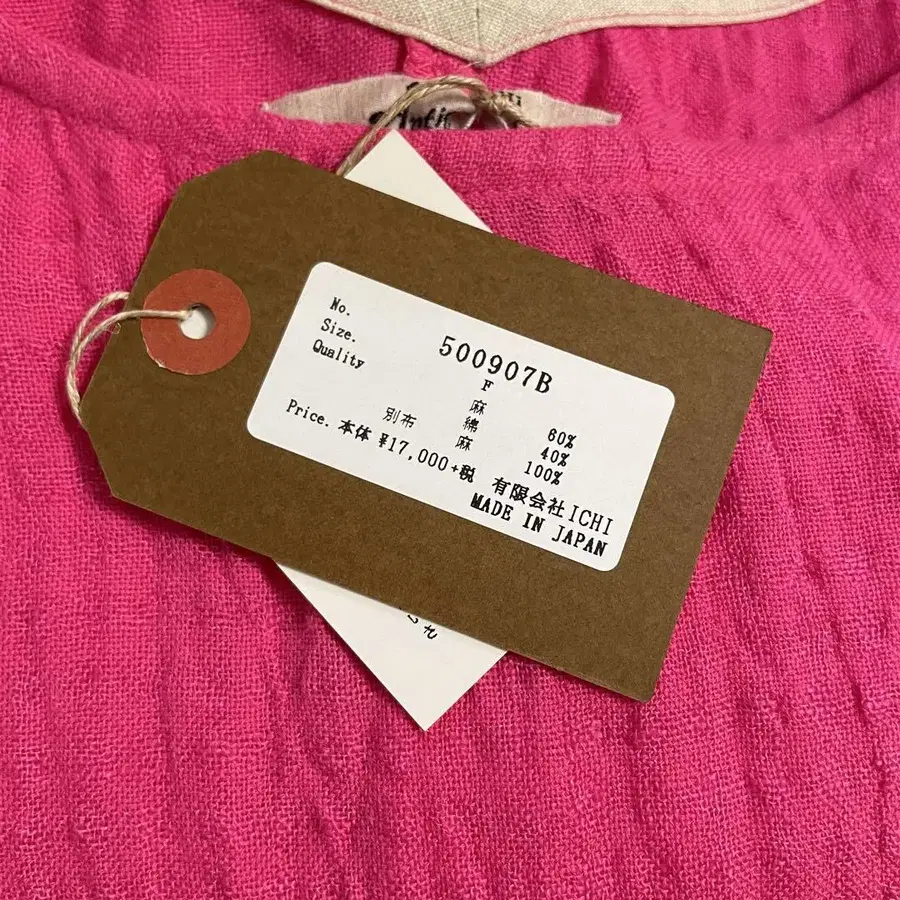 No. 500907B
Size. F
Quality 麻 60%
綿 40%
別布 麻 100%
Price. 本体 ¥17,000+税
有限会社ICHI
MADE IN JAPAN